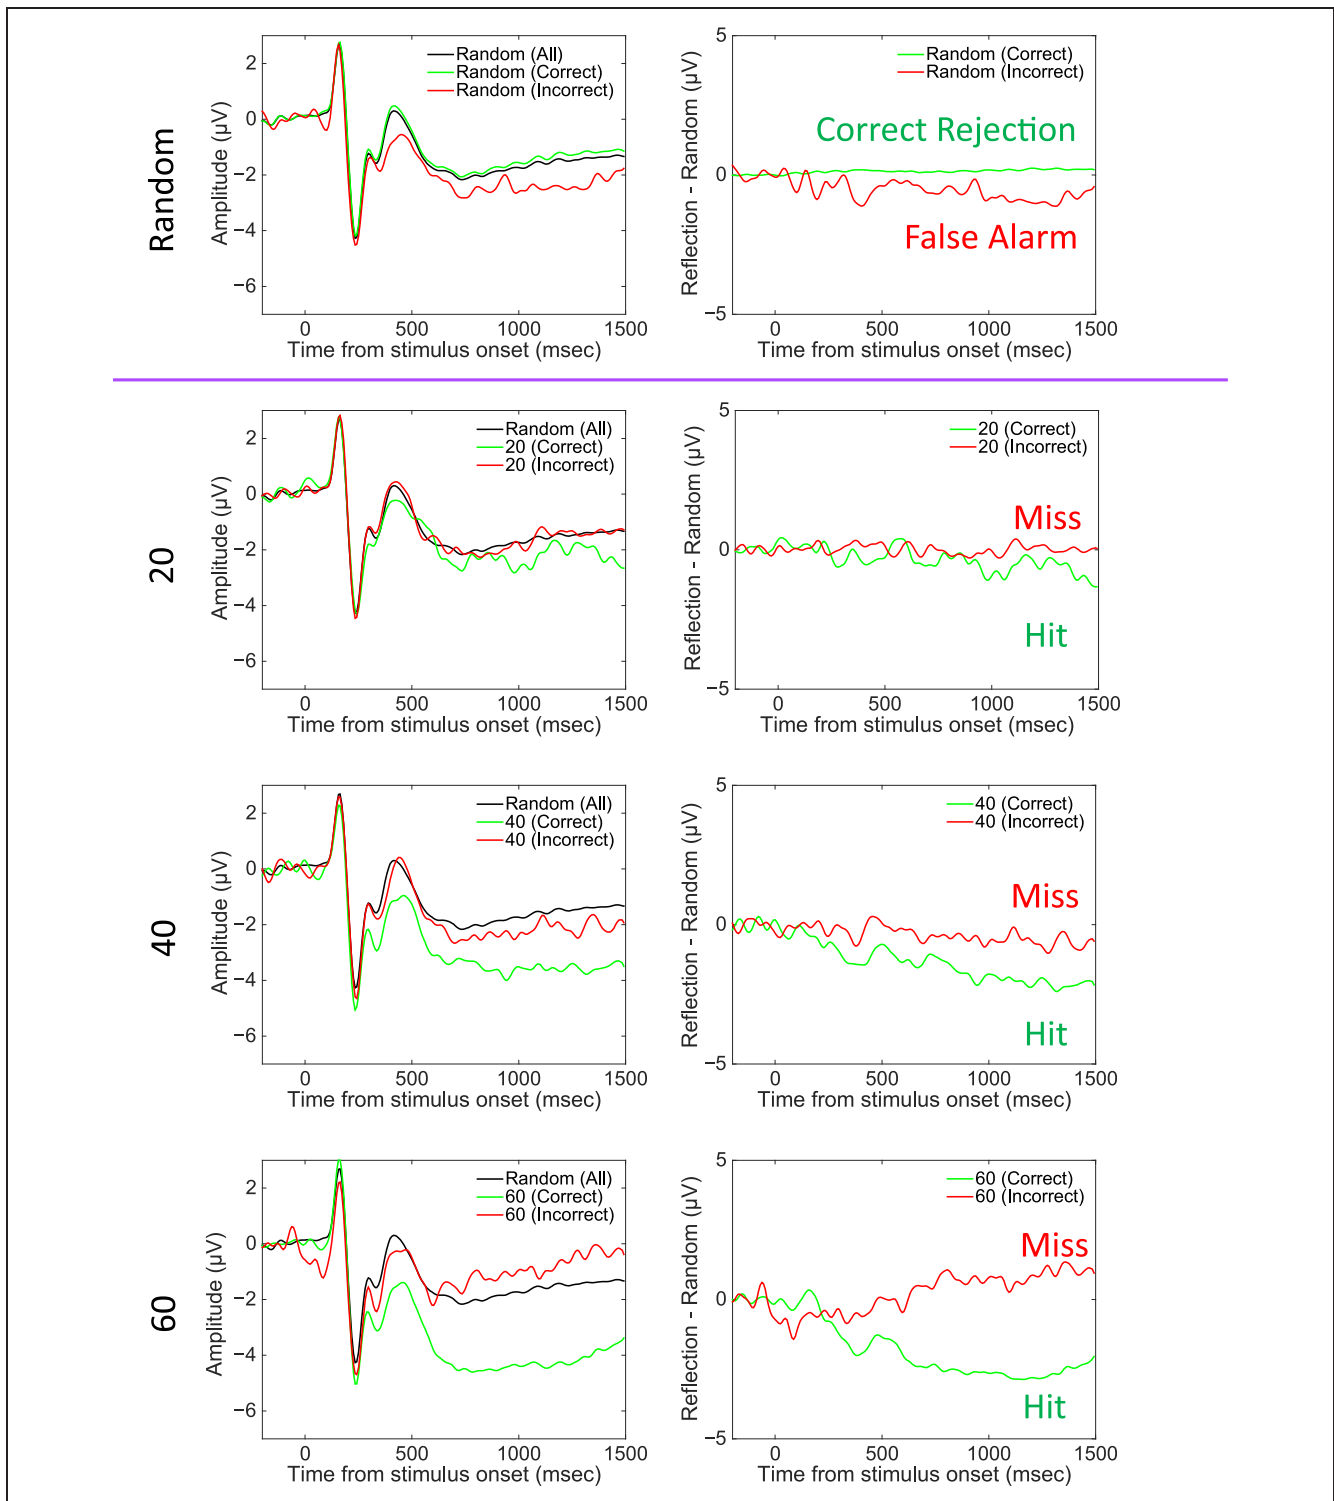 Random
Amplitude (µV)
2
0
−2
−4
−6
Random (All)
Random (Correct)
Random (Incorrect)
0 500 1000 1500
Time from stimulus onset (msec)
Reflection - Random (µV)
5
0
−5
Random (Correct)
Random (Incorrect)
Correct Rejection
False Alarm
0 500 1000 1500
Time from stimulus onset (msec)
20
Amplitude (µV)
2
0
−2
−4
−6
Random (All)
20 (Correct)
20 (Incorrect)
0 500 1000 1500
Time from stimulus onset (msec)
Reflection - Random (µV)
5
0
−5
20 (Correct)
20 (Incorrect)
Miss
Hit
0 500 1000 1500
Time from stimulus onset (msec)
40
Amplitude (µV)
2
0
−2
−4
−6
Random (All)
40 (Correct)
40 (Incorrect)
0 500 1000 1500
Time from stimulus onset (msec)
Reflection - Random (µV)
5
0
−5
40 (Correct)
40 (Incorrect)
Miss
Hit
0 500 1000 1500
Time from stimulus onset (msec)
60
Amplitude (µV)
2
0
−2
−4
−6
Random (All)
60 (Correct)
60 (Incorrect)
0 500 1000 1500
Time from stimulus onset (msec)
Reflection - Random (µV)
5
0
−5
60 (Correct)
60 (Incorrect)
Miss
Hit
0 500 1000 1500
Time from stimulus onset (msec)